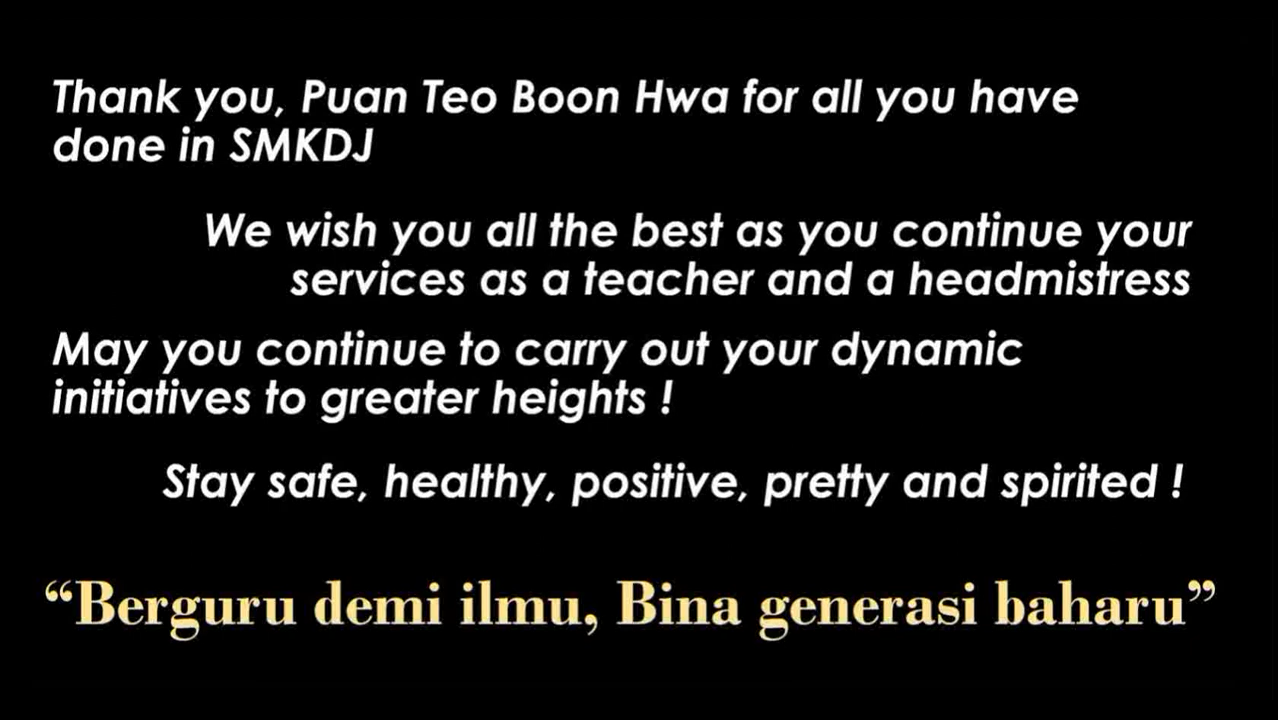 Thank you, Puan Teo Boon Hwa for all you have
done in SMKDJ
We wish you all the best as you continue your
services as a teacher and a headmistress
May you continue to carry out your dynamic
initiatives to greater heights !
Stay safe, healthy, positive, pretty and spirited !
“Berguru demi ilmu, Bina generasi baharu”